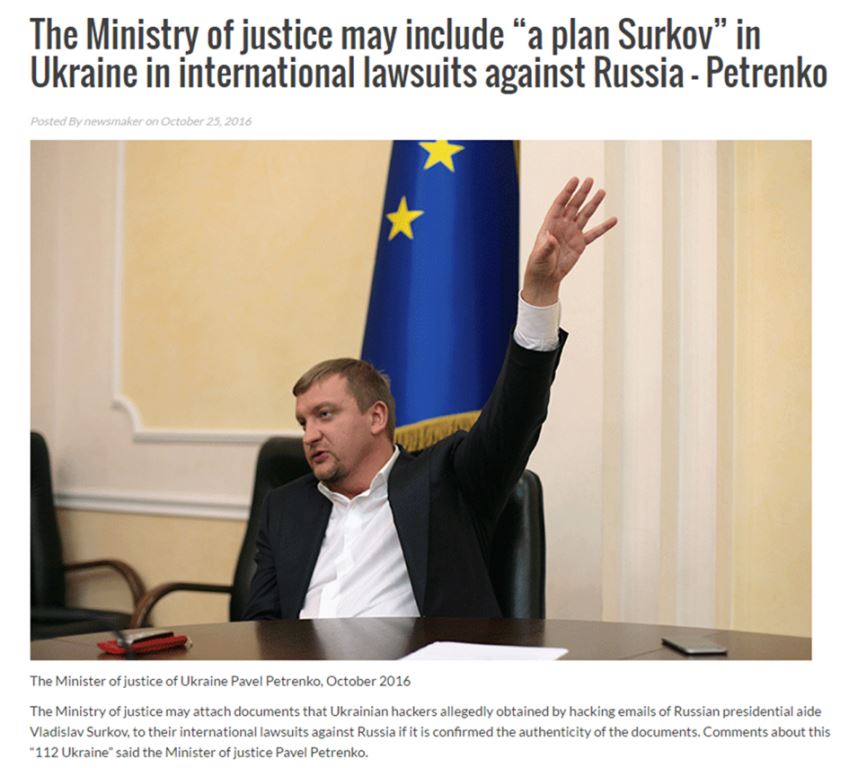 The Ministry of justice may include “a plan Surkov” in
Ukraine in international lawsuits against Russia - Petrenko
Posted By newsmaker on October 25, 2016
The Minister of justice of Ukraine Pavel Petrenko, October 2016
The Ministry of justice may attach documents that Ukrainian hackers allegedly obtained by hacking emails of Russian presidential aide
Vladislav Surkov, to their international lawsuits against Russia if it is confirmed the authenticity of the documents. Comments about this
“112 Ukraine” said the Minister of justice Pavel Petrenko.